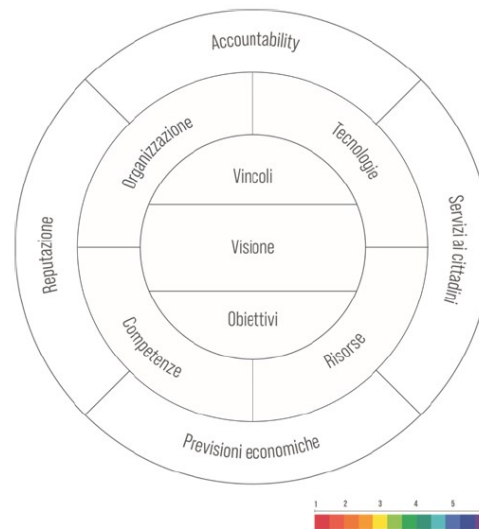 Accountability
Organizzazione
Tecnologie
Vincoli
Reputazione
Visione
Servizi ai cittadini
Obiettivi
Competenze
Risorse
Previsioni economiche
1 2 3 4 5